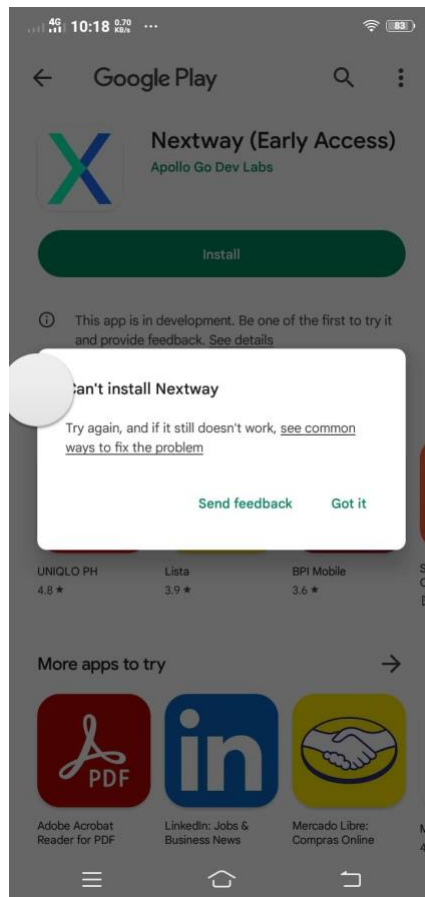 4G 10:18 0.70 KB/s ... 83
Google Play
Nextway (Early Access)
Apollo Go Dev Labs
Install
This app is in development. Be one of the first to try it
and provide feedback. See details
Can't install Nextway
Try again, and if it still doesn't work, see common
ways to fix the problem
Send feedback Got it
UNIQLO PH Lista BPI Mobile
4.8 ★ 3.9 ★ 3.6 ★
More apps to try
PDF in
Adobe Acrobat LinkedIn: Jobs & Mercado Libre:
Reader for PDF Business News Compras Online